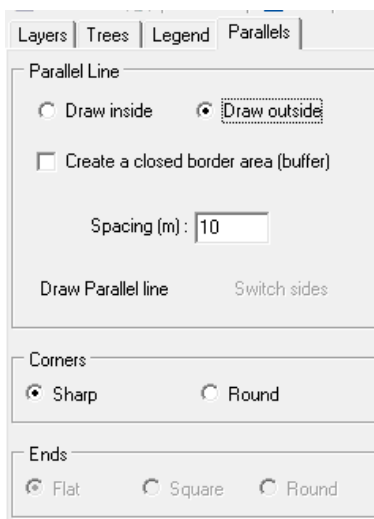 Layers Trees Legend Parallels
Parallel Line
Draw inside Draw outside
Create a closed border area (buffer)
Spacing (m) : 10
Draw Parallel line Switch sides
Corners
Sharp Round
Ends
Flat Square Round